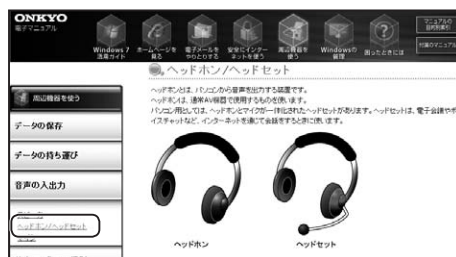 ONKYO
電子マニュアル
Windows 7
活用ガイド
ホームページを
見る
電子メールを
やりとりする
安全にインター
ネットを使う
周辺機器を
使う
Windowsの
管理
困ったときには
マニュアルの
目的別索引
付属のマニュアル
ヘッドホン/ヘッドセット
周辺機器を使う
データの保存
データの持ち運び
音声の入出力
ヘッドホン/ヘッドセット
ヘッドホンとは、パソコンから音声を出力する装置です。
ヘッドホンは、通常AV機器で使用するものを使います。
パソコン用としては、ヘッドホンとマイクが一体化されたヘッドセットがあります。ヘッドセットは、電子会議やボ
イスチャットなど、インターネットを通じて会話をするときに使います。
ヘッドホン
ヘッドセット